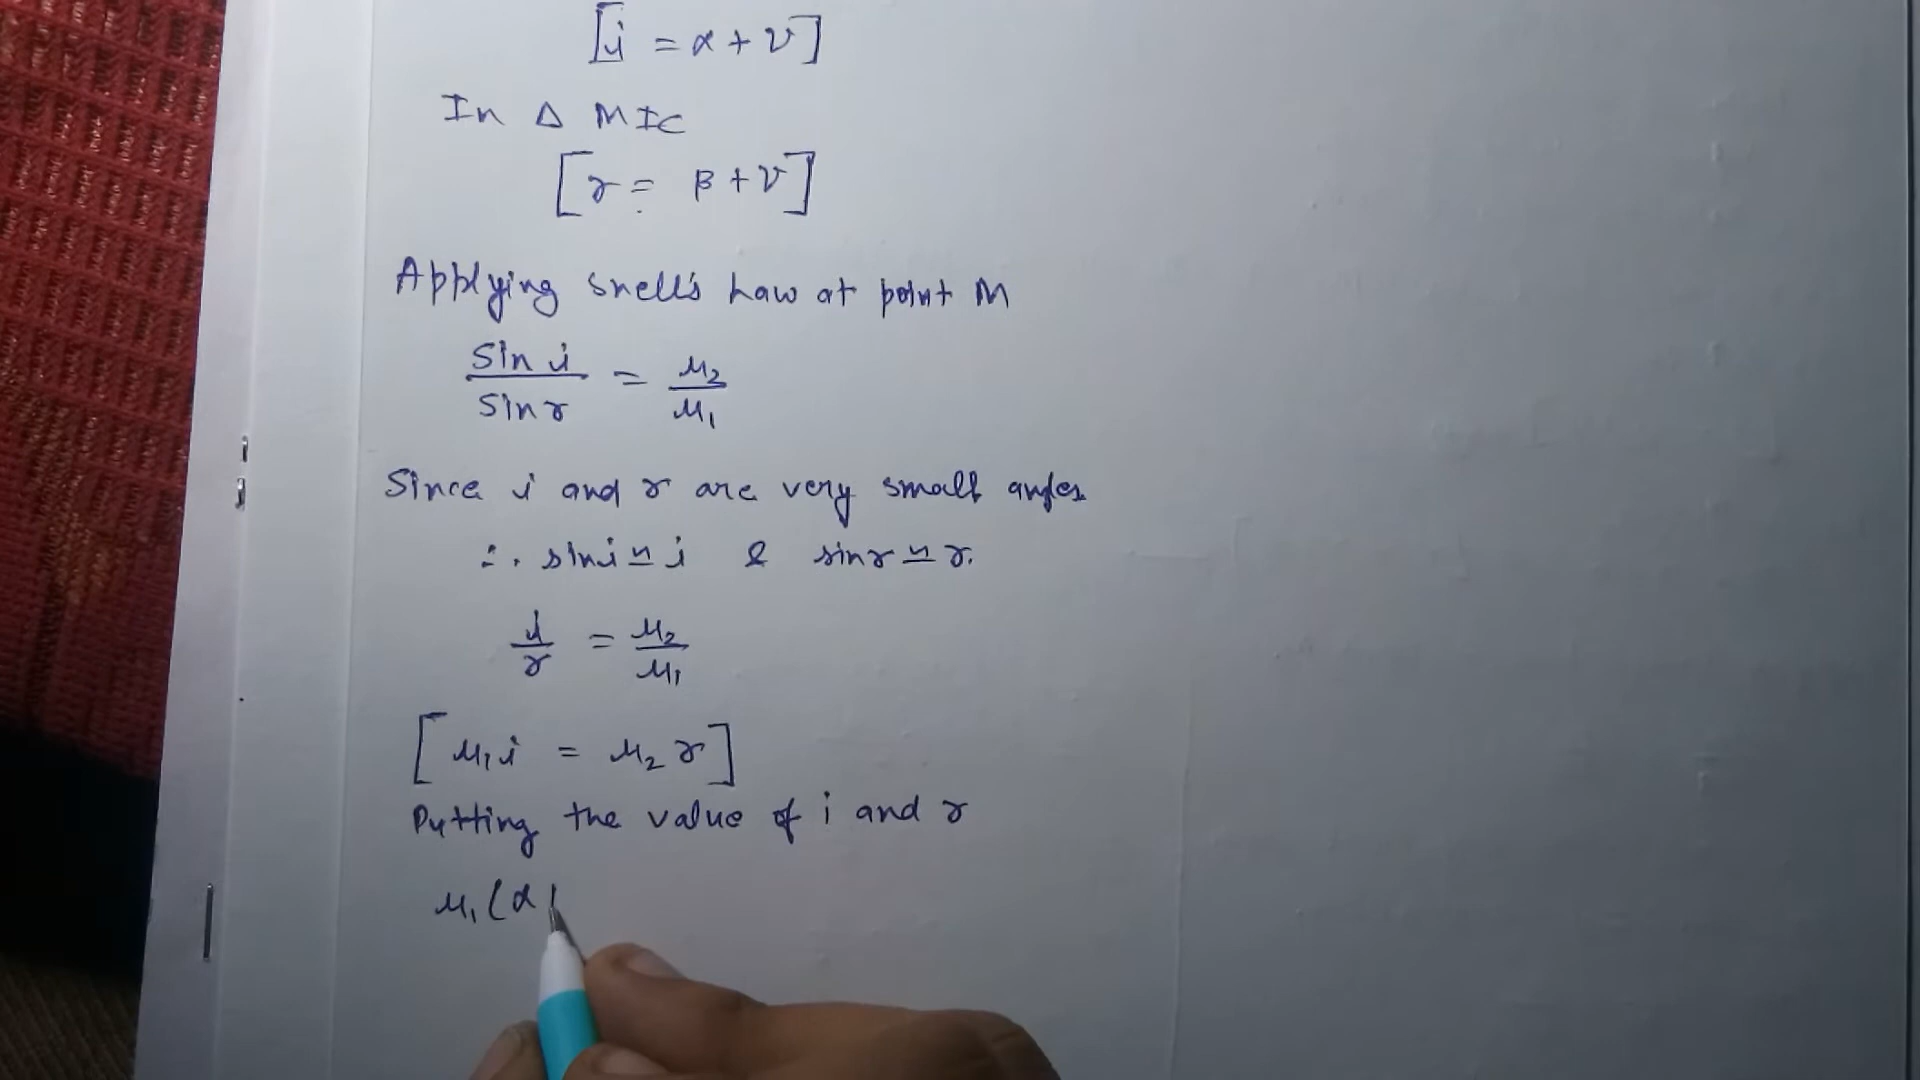 [i = α + ν]
In Δ MIC
[r = β + ν]
Applying snell's Law at point M
Sin i / Sin r = μ2 / μ1
Since i and r are very small angles
∴ sin i ≃ i & sin r ≃ r.
i / r = μ2 / μ1
[μ1 i = μ2 r]
Putting the value of i and r
μ1 (α